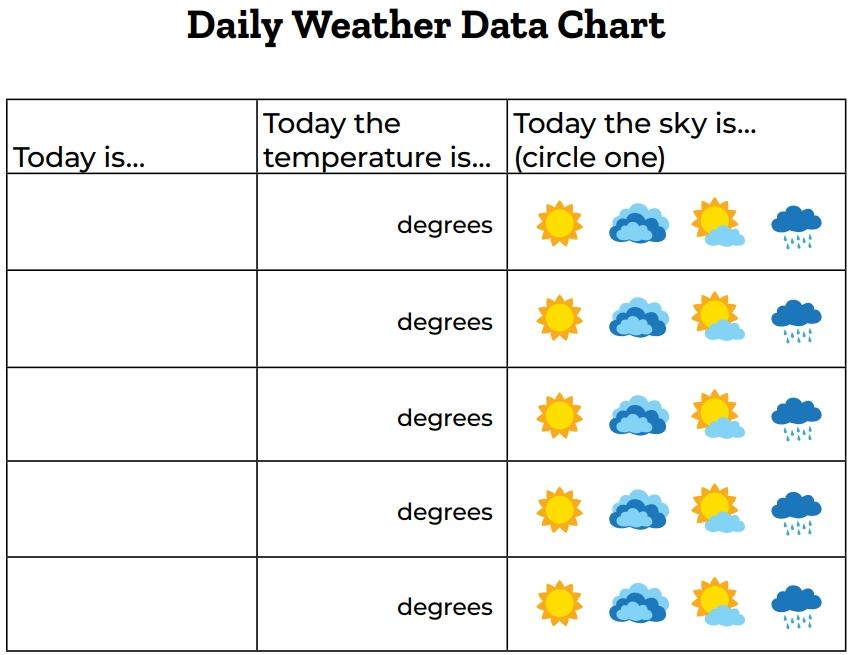 Daily Weather Data Chart
Today is...
Today the
temperature is...
Today the sky is...
(circle one)
degrees
degrees
degrees
degrees
degrees